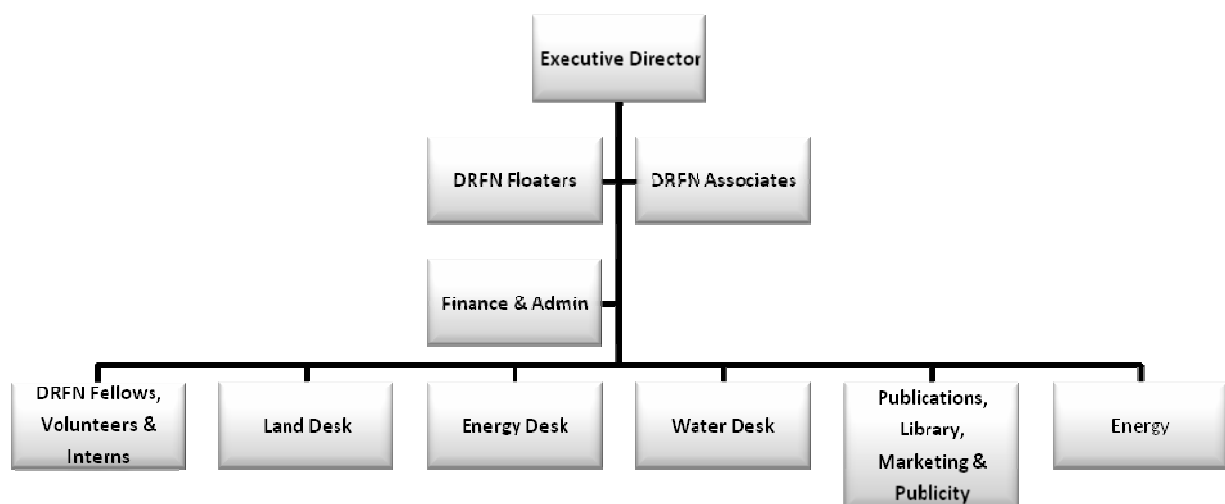 Executive Director
DRFN Floaters
DRFN Associates
Finance & Admin
DRFN Fellows,
Volunteers &
Interns
Land Desk
Energy Desk
Water Desk
Publications,
Library,
Marketing &
Publicity
Energy